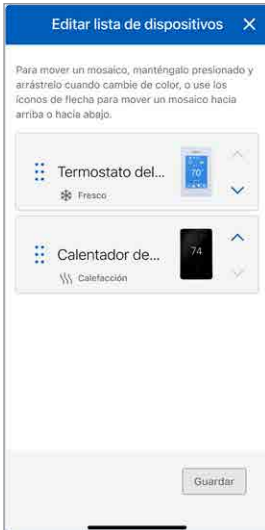 Editar lista de dispositivos
Para mover un mosaico, manténgalo presionado y
arrástrelo cuando cambie de color, o use los
íconos de flecha para mover un mosaico hacia
arriba o hacia abajo.
Termostato del...
70°
Fresco
Calentador de...
74
Calefacción
Guardar